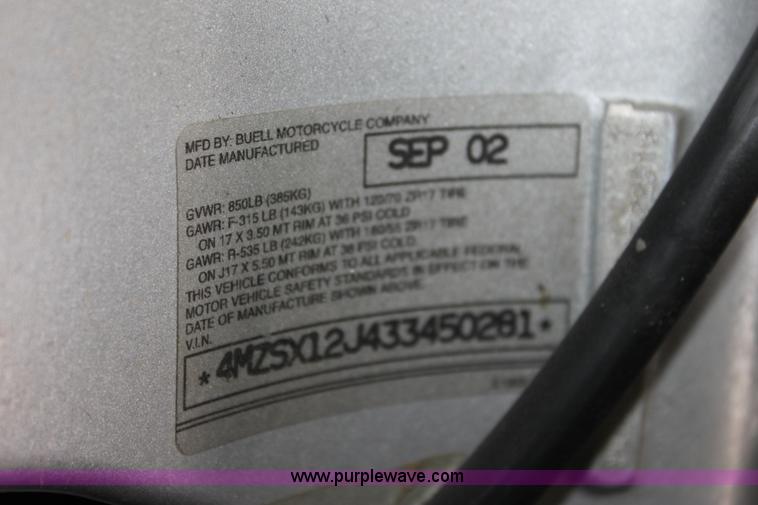 MFD BY: BUELL MOTORCYCLE COMPANY
DATE MANUFACTURED SEP 02
GVWR: 850LB (385KG)
GAWR: F-315 LB (143KG) WITH 120/70 ZR17 TIRE
ON 17 X 3.50 MT RIM AT 36 PSI COLD
GAWR: R-535 LB (242KG) WITH 180/55 ZR17 TIRE
ON J17 X 5.50 MT RIM AT 38 PSI COLD.
THIS VEHICLE CONFORMS TO ALL APPLICABLE FEDERAL
MOTOR VEHICLE SAFETY STANDARDS IN EFFECT ON THE
DATE OF MANUFACTURE SHOWN ABOVE.
V.I.N.
*4MZSX12J433450281*
www.purplewave.com